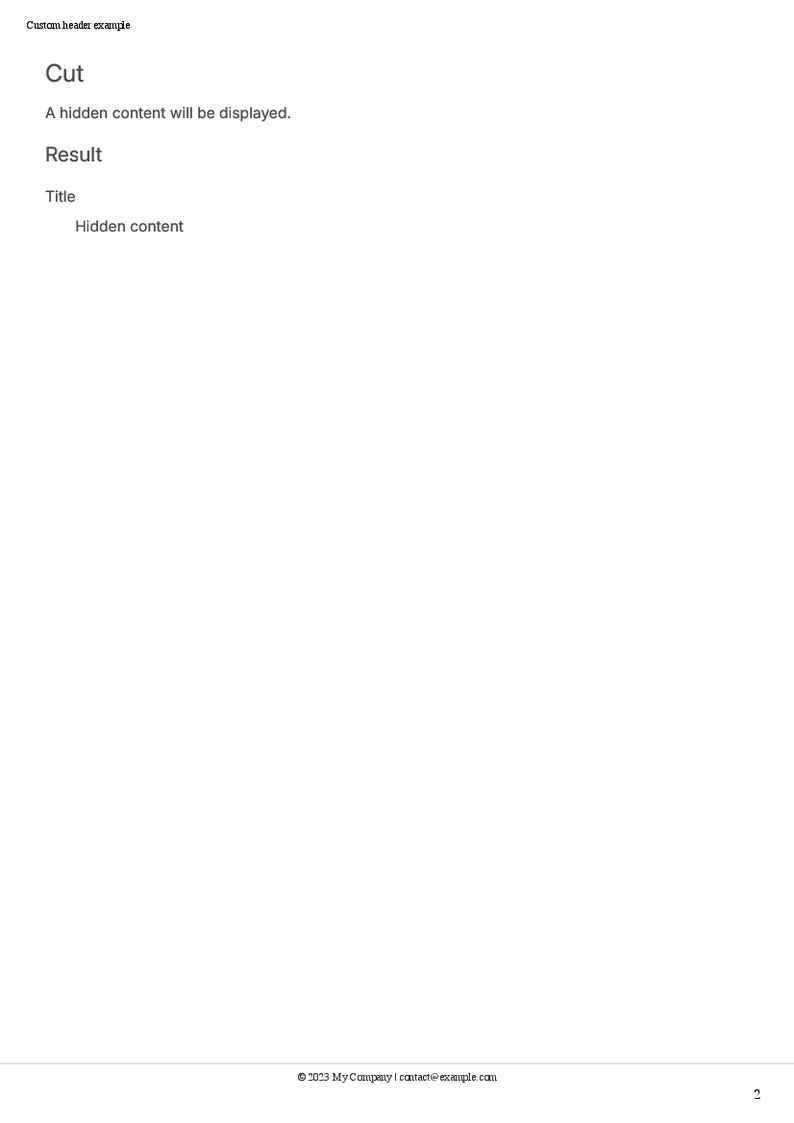 Custom header example
Cut
A hidden content will be displayed.
Result
Title
Hidden content
© 2023 My Company | contact@example.com
2